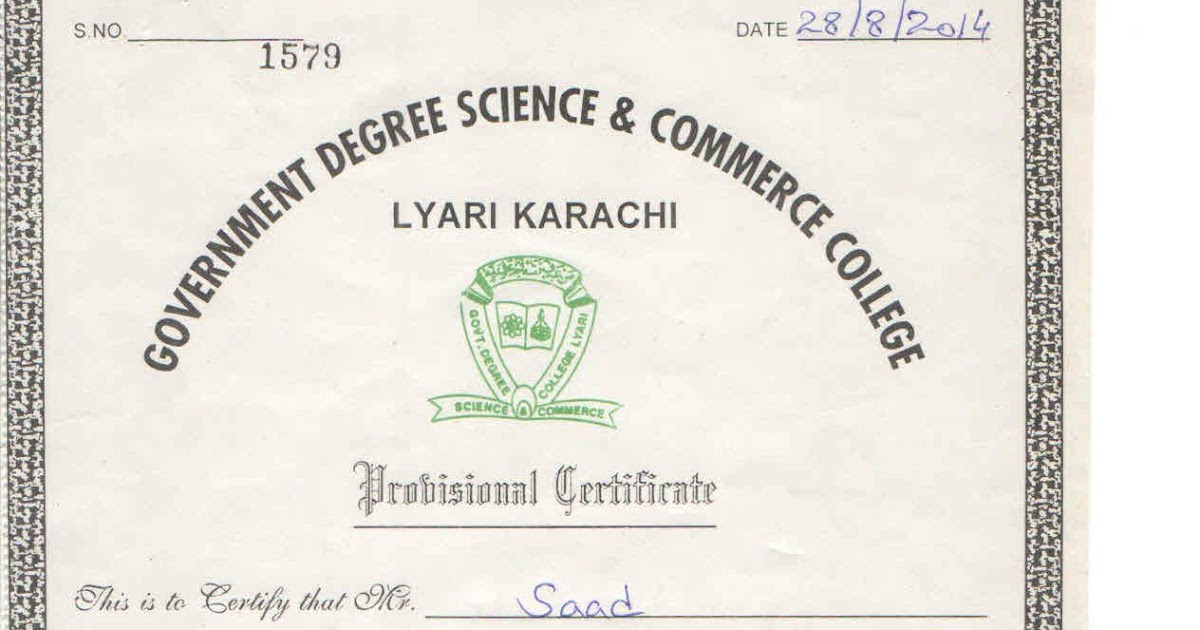 S.NO. 1579
DATE 28/8/2014
GOVERNMENT DEGREE SCIENCE & COMMERCE COLLEGE
LYARI KARACHI
GOVT. DEGREE
COLLEGE LYARI
SCIENCE & COMMERCE
Provisional Certificate
This is to Certify that Mr. Saad